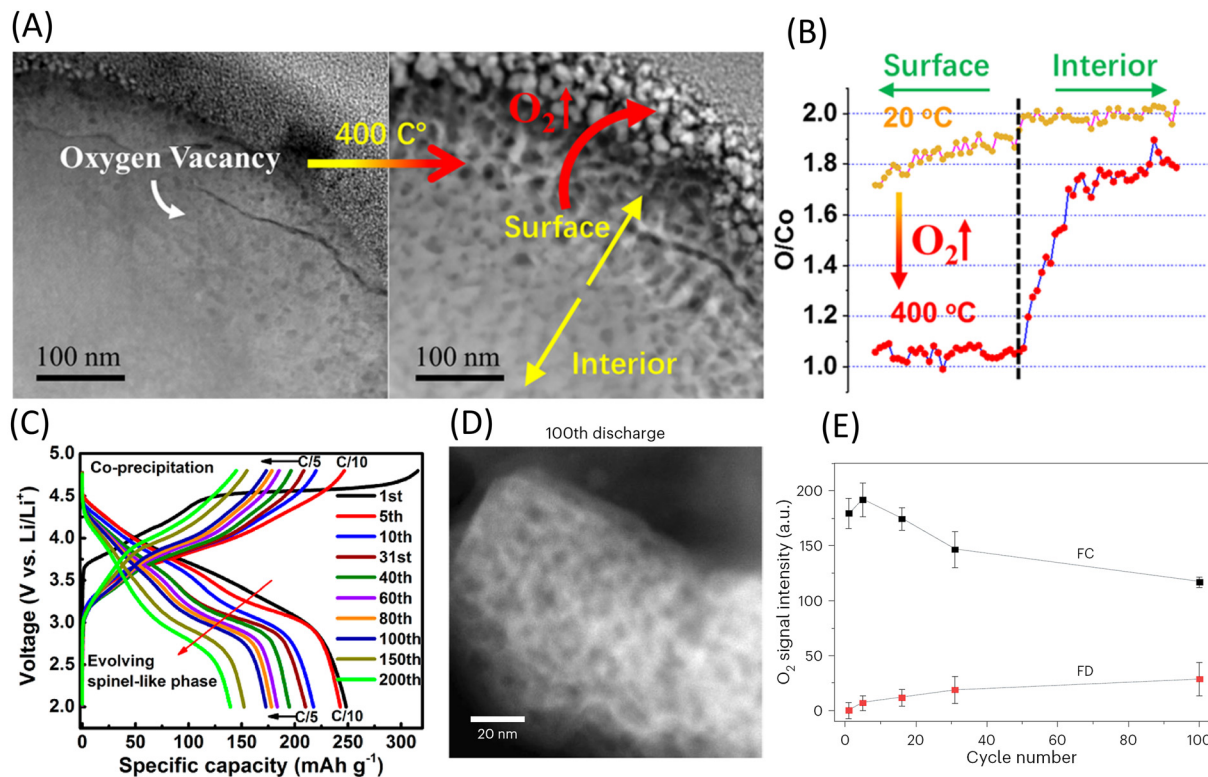 (A)
Oxygen Vacancy
400 C°
100 nm
O₂↑
Surface
Interior
100 nm
(B)
Surface
Interior
20 °C
O₂↑
400 °C
O/Co
2.0
1.8
1.6
1.4
1.2
1.0
(C)
Co-precipitation
C/5 C/10
1st
5th
10th
31st
40th
60th
80th
100th
150th
200th
Evolving
spinel-like phase
C/5 C/10
Voltage (V vs. Li/Li⁺)
5.0
4.5
4.0
3.5
3.0
2.5
2.0
0 50 100 150 200 250 300
Specific capacity (mAh g⁻¹)
(D)
100th discharge
20 nm
(E)
O₂ signal intensity (a.u.)
200
150
100
50
0
FC
FD
0 20 40 60 80 100
Cycle number